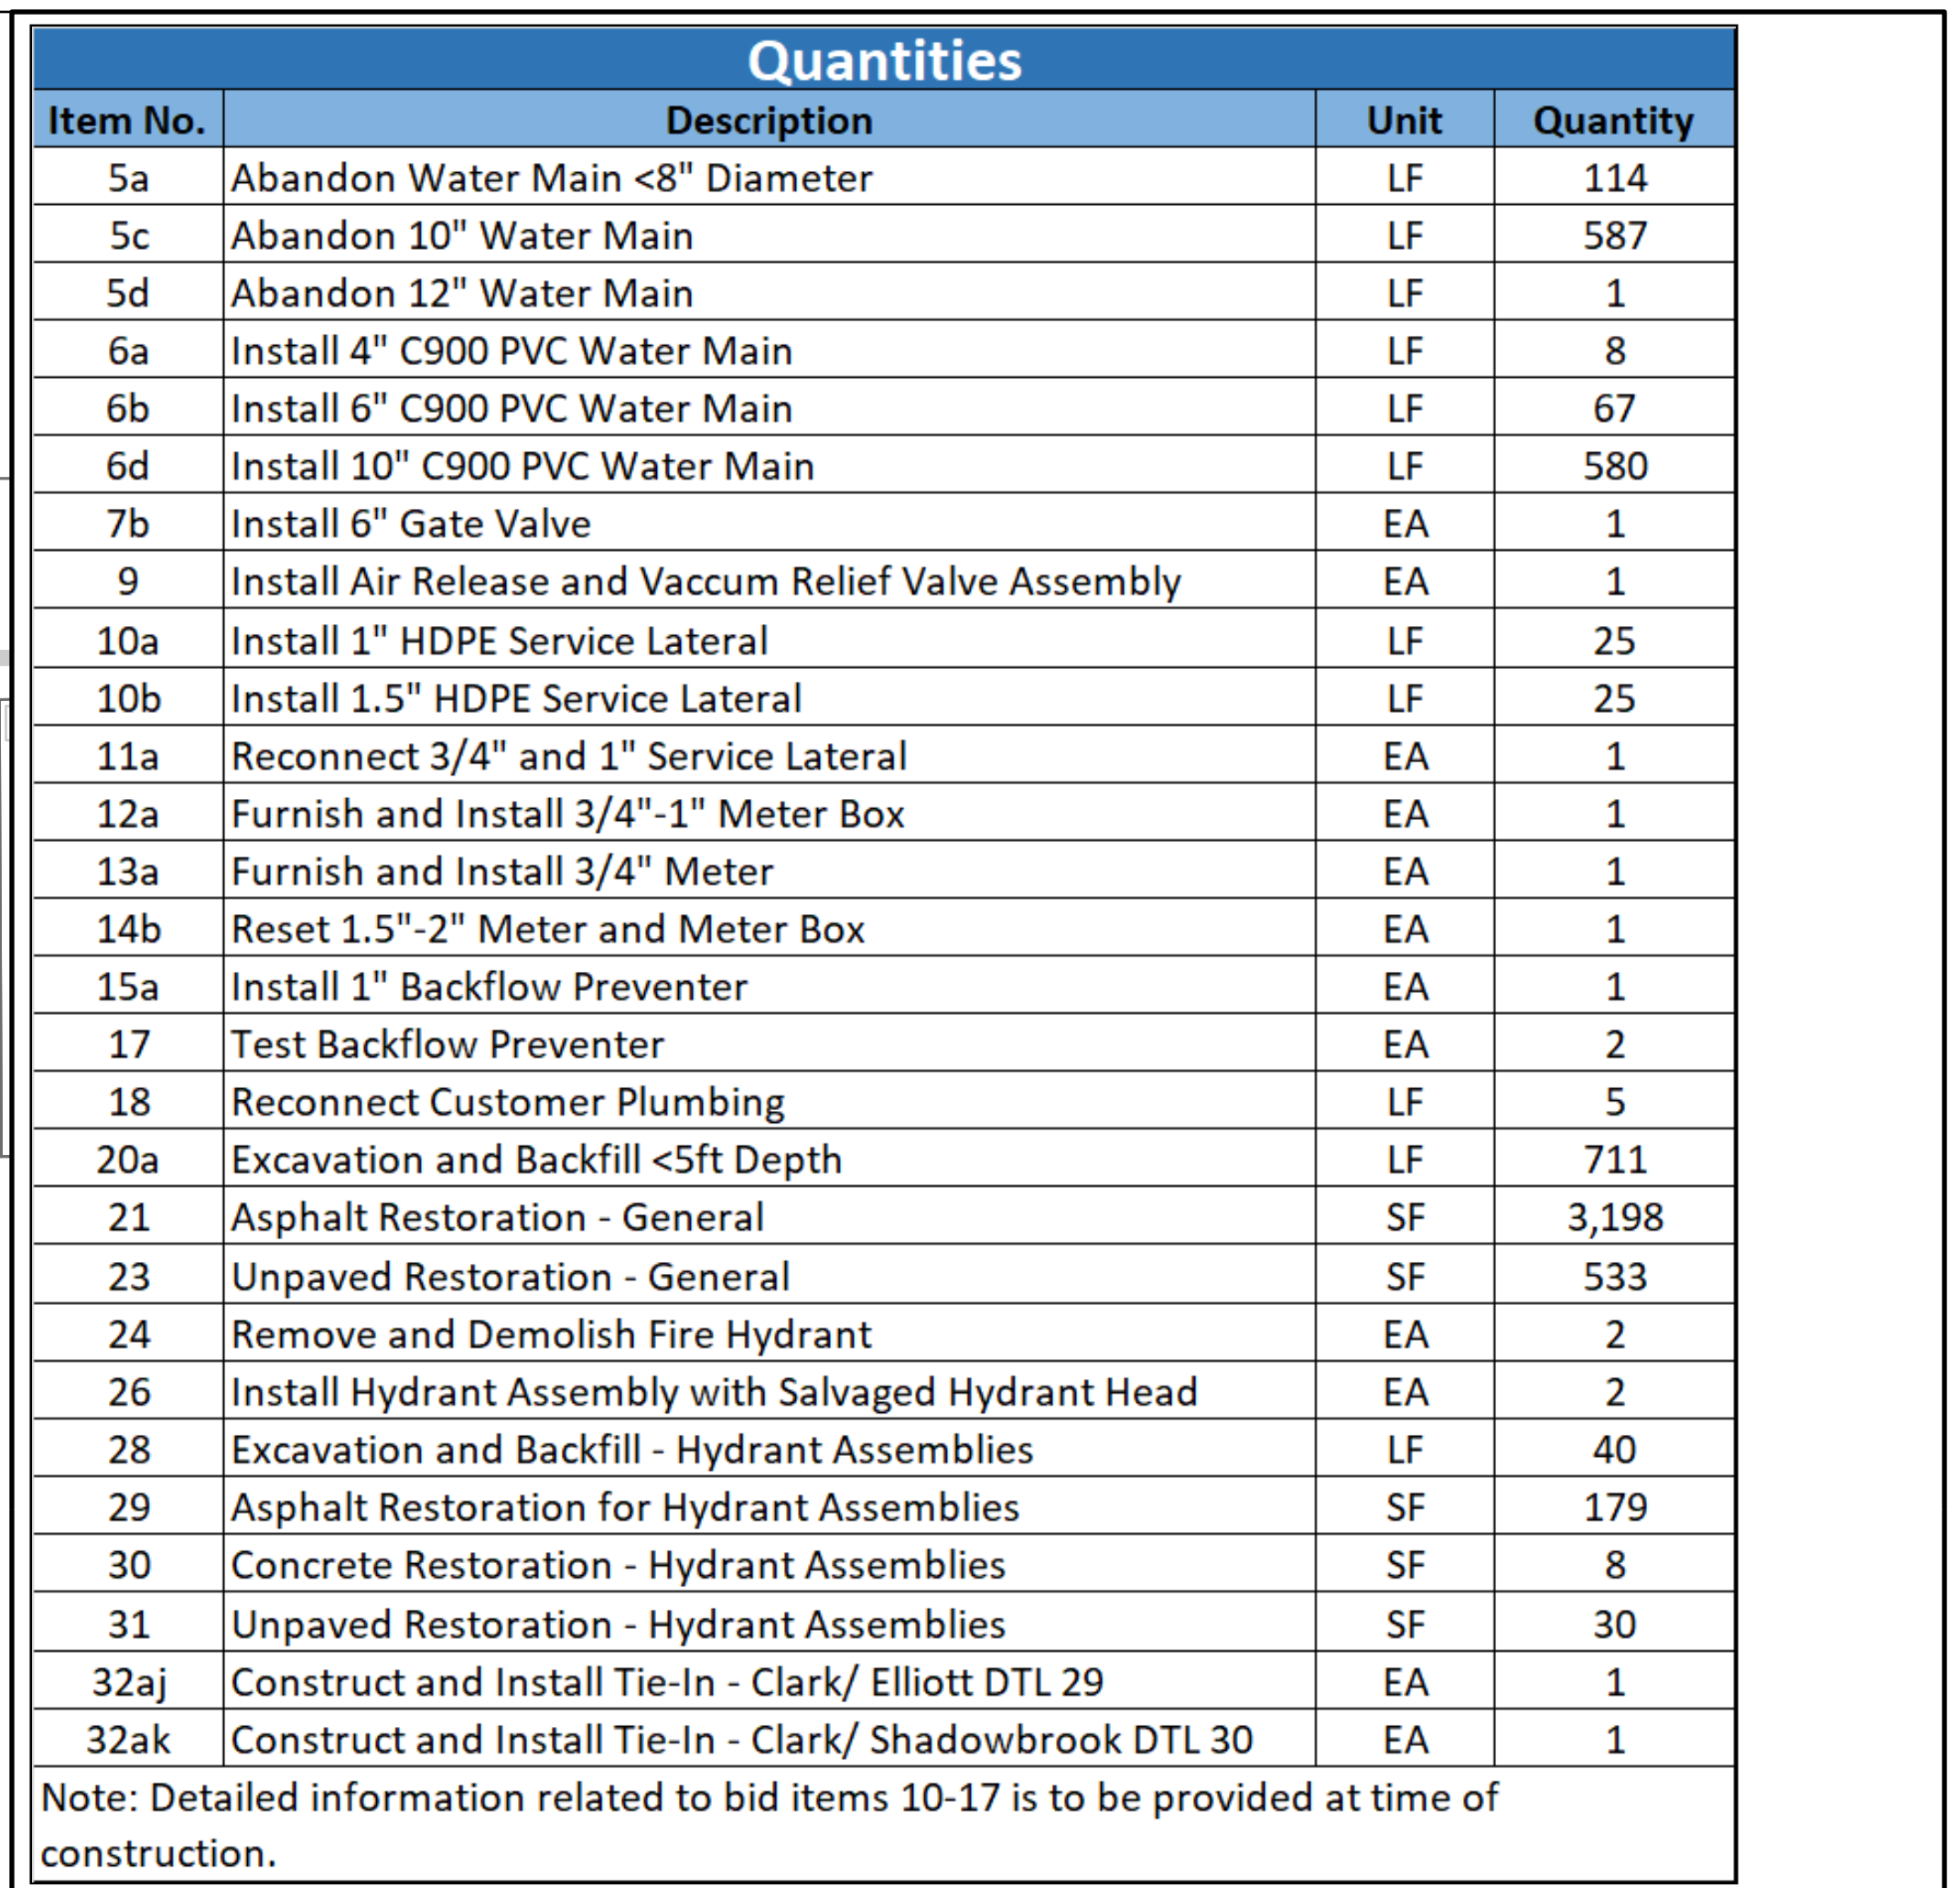 Quantities
Item No. Description Unit Quantity
5a Abandon Water Main <8" Diameter LF 114
5c Abandon 10" Water Main LF 587
5d Abandon 12" Water Main LF 1
6a Install 4" C900 PVC Water Main LF 8
6b Install 6" C900 PVC Water Main LF 67
6d Install 10" C900 PVC Water Main LF 580
7b Install 6" Gate Valve EA 1
9 Install Air Release and Vaccum Relief Valve Assembly EA 1
10a Install 1" HDPE Service Lateral LF 25
10b Install 1.5" HDPE Service Lateral LF 25
11a Reconnect 3/4" and 1" Service Lateral EA 1
12a Furnish and Install 3/4"-1" Meter Box EA 1
13a Furnish and Install 3/4" Meter EA 1
14b Reset 1.5"-2" Meter and Meter Box EA 1
15a Install 1" Backflow Preventer EA 1
17 Test Backflow Preventer EA 2
18 Reconnect Customer Plumbing LF 5
20a Excavation and Backfill <5ft Depth LF 711
21 Asphalt Restoration - General SF 3,198
23 Unpaved Restoration - General SF 533
24 Remove and Demolish Fire Hydrant EA 2
26 Install Hydrant Assembly with Salvaged Hydrant Head EA 2
28 Excavation and Backfill - Hydrant Assemblies LF 40
29 Asphalt Restoration for Hydrant Assemblies SF 179
30 Concrete Restoration - Hydrant Assemblies SF 8
31 Unpaved Restoration - Hydrant Assemblies SF 30
32aj Construct and Install Tie-In - Clark/ Elliott DTL 29 EA 1
32ak Construct and Install Tie-In - Clark/ Shadowbrook DTL 30 EA 1
Note: Detailed information related to bid items 10-17 is to be provided at time of
construction.